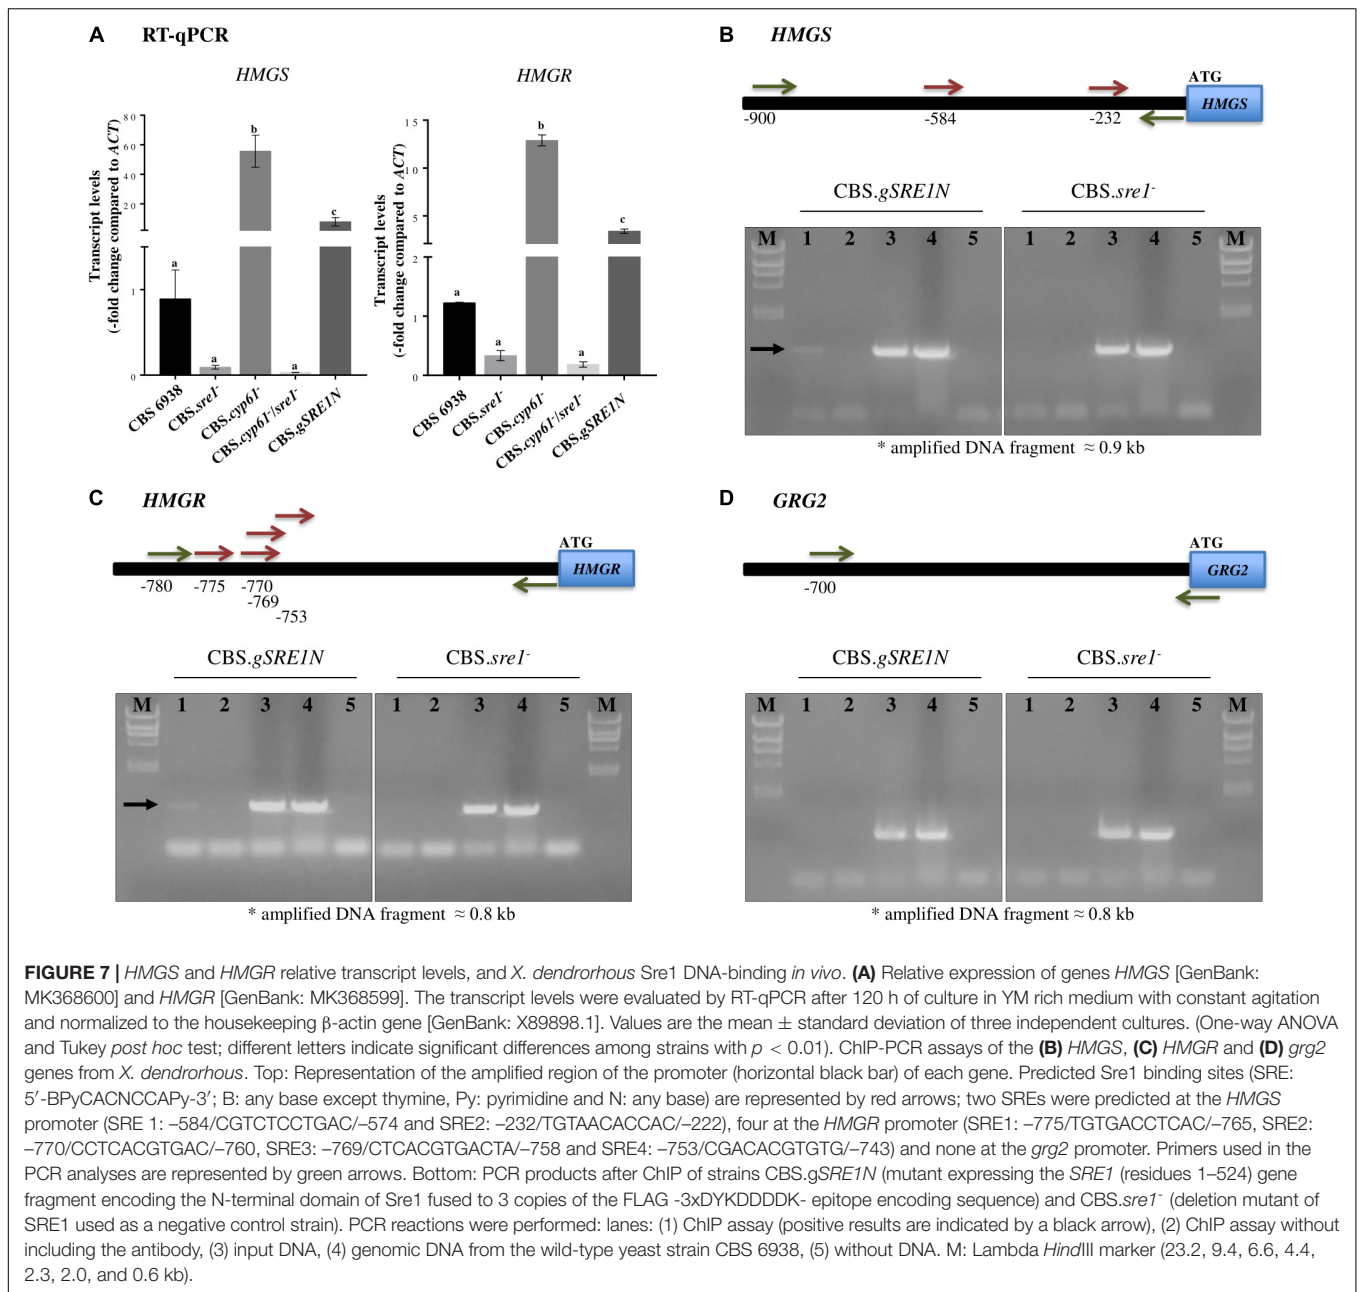 A RT-qPCR
HMGS
HMGR
Transcript levels
(-fold change compared to ACT)
80
60
40
20
1
0
a
a
b
a
c
CBS 6938
CBS.sre1-
CBS.cyp61-
CBS.cyp61-/sre1-
CBS.gSRE1N
Transcript levels
(-fold change compared to ACT)
15
10
5
2
1
0
a
a
b
a
c
CBS 6938
CBS.sre1-
CBS.cyp61-
CBS.cyp61-/sre1-
CBS.gSRE1N
B HMGS
ATG
HMGS
-900 -584 -232
CBS.gSRE1N CBS.sre1-
M 1 2 3 4 5 1 2 3 4 5 M
* amplified DNA fragment ≈ 0.9 kb
C HMGR
ATG
HMGR
-780 -775 -770
-769
-753
CBS.gSRE1N CBS.sre1-
M 1 2 3 4 5 1 2 3 4 5 M
* amplified DNA fragment ≈ 0.8 kb
D GRG2
ATG
GRG2
-700
CBS.gSRE1N CBS.sre1-
M 1 2 3 4 5 1 2 3 4 5 M
* amplified DNA fragment ≈ 0.8 kb
FIGURE 7 | HMGS and HMGR relative transcript levels, and X. dendrorhous Sre1 DNA-binding in vivo. (A) Relative expression of genes HMGS [GenBank:
MK368600] and HMGR [GenBank: MK368599]. The transcript levels were evaluated by RT-qPCR after 120 h of culture in YM rich medium with constant agitation
and normalized to the housekeeping β-actin gene [GenBank: X89898.1]. Values are the mean ± standard deviation of three independent cultures. (One-way ANOVA
and Tukey post hoc test; different letters indicate significant differences among strains with p < 0.01). ChIP-PCR assays of the (B) HMGS, (C) HMGR and (D) grg2
genes from X. dendrorhous. Top: Representation of the amplified region of the promoter (horizontal black bar) of each gene. Predicted Sre1 binding sites (SRE:
5′-BPyCACNCCAPy-3′; B: any base except thymine, Py: pyrimidine and N: any base) are represented by red arrows; two SREs were predicted at the HMGS
promoter (SRE 1: –584/CGTCTCCTGAC/–574 and SRE2: –232/TGTAACACCAC/–222), four at the HMGR promoter (SRE1: –775/TGTGACCTCAC/–765, SRE2:
–770/CCTCACGTGAC/–760, SRE3: –769/CTCACGTGACTA/–758 and SRE4: –753/CGACACGTGTG/–743) and none at the grg2 promoter. Primers used in the
PCR analyses are represented by green arrows. Bottom: PCR products after ChIP of strains CBS.gSRE1N (mutant expressing the SRE1 (residues 1–524) gene
fragment encoding the N-terminal domain of Sre1 fused to 3 copies of the FLAG -3xDYKDDDDK- epitope encoding sequence) and CBS.sre1- (deletion mutant of
SRE1 used as a negative control strain). PCR reactions were performed: lanes: (1) ChIP assay (positive results are indicated by a black arrow), (2) ChIP assay without
including the antibody, (3) input DNA, (4) genomic DNA from the wild-type yeast strain CBS 6938, (5) without DNA. M: Lambda HindIII marker (23.2, 9.4, 6.6, 4.4,
2.3, 2.0, and 0.6 kb).